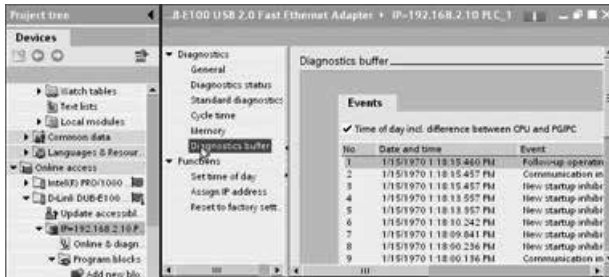 Project tree
..B-E100 USB 2.0 Fast Ethernet Adapter ▸ IP=192.168.2.10 PLC_1
Devices
Watch tables
Text lists
Local modules
Common data
Languages & Resour...
Online access
Intel(R) PRO/1000
D-Link DUB-E100
Update accessibl...
IP=192.168.2.10 P...
Online & diagn...
Program blocks
Add new blo...
Diagnostics
General
Diagnostics status
Standard diagnostics
Cycle time
Memory
Diagnostics buffer
Functions
Set time of day
Assign IP address
Reset to factory sett...
Diagnostics buffer
Events
Time of day incl. difference between CPU and PG/PC
No. Date and time Event
1 1/15/1970 1:18:15.460 PM Follow-up operatin
2 1/15/1970 1:18:15.457 PM Communication in
3 1/15/1970 1:18:15.457 PM New startup inhibi
4 1/15/1970 1:18:13.557 PM New startup inhibi
5 1/15/1970 1:18:13.557 PM New startup inhibi
6 1/15/1970 1:18:10.242 PM New startup inhibi
7 1/15/1970 1:18:09.841 PM New startup inhibi
8 1/15/1970 1:18:00.236 PM New startup inhibi
9 1/15/1970 1:18:00.136 PM Communication in